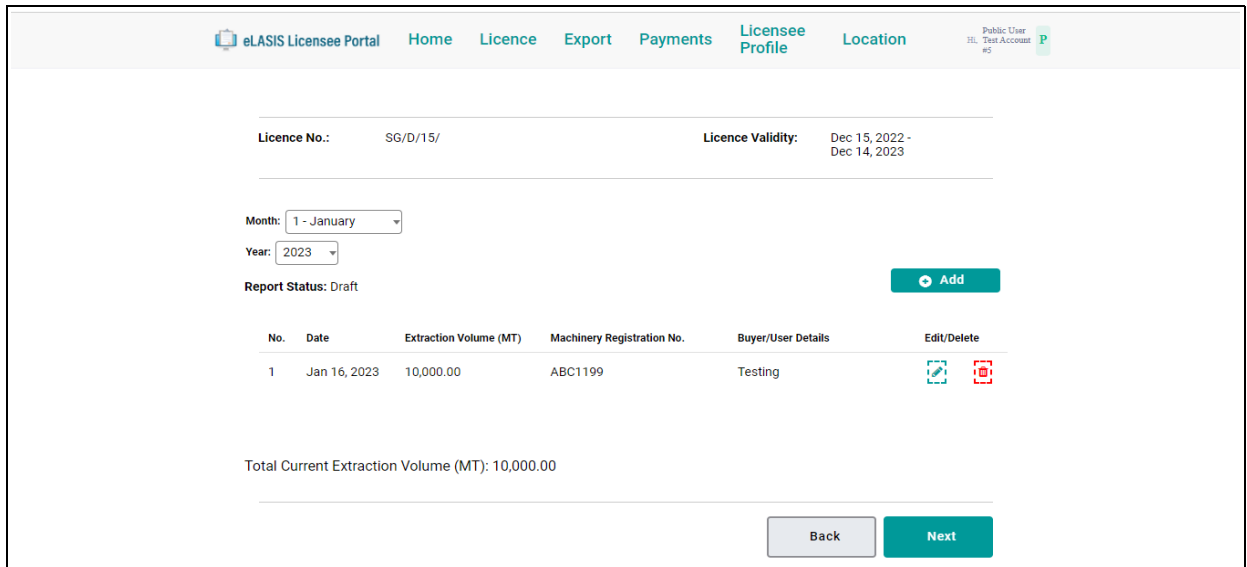 eLASIS Licensee Portal Home Licence Export Payments Licensee Profile Location Hi, Public User Test Account #5 P
Licence No.: SG/D/15/ Licence Validity: Dec 15, 2022 -
Dec 14, 2023
Month: 1 - January
Year: 2023
Report Status: Draft
Add
No. Date Extraction Volume (MT) Machinery Registration No. Buyer/User Details Edit/Delete
1 Jan 16, 2023 10,000.00 ABC1199 Testing
Total Current Extraction Volume (MT): 10,000.00
Back Next